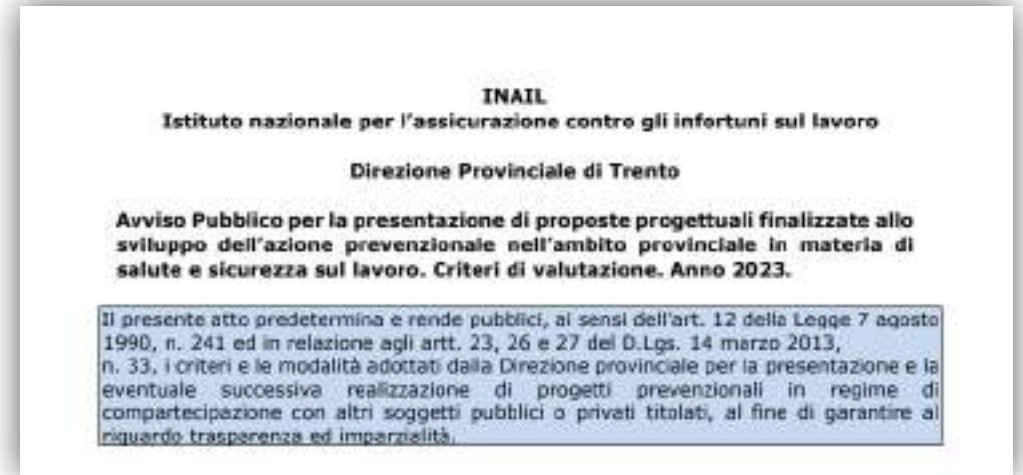 INAIL
Istituto nazionale per l'assicurazione contro gli infortuni sul lavoro
Direzione Provinciale di Trento
Avviso Pubblico per la presentazione di proposte progettuali finalizzate allo
sviluppo dell'azione prevenzionale nell'ambito provinciale in materia di
salute e sicurezza sul lavoro. Criteri di valutazione. Anno 2023.
Il presente atto predetermina e rende pubblici, ai sensi dell'art. 12 della Legge 7 agosto
1990, n. 241 ed in relazione agli artt. 23, 26 e 27 del D.Lgs. 14 marzo 2013,
n. 33, i criteri e le modalità adottati dalla Direzione provinciale per la presentazione e la
eventuale successiva realizzazione di progetti prevenzionali in regime di
compartecipazione con altri soggetti pubblici o privati titolati, al fine di garantire al
riguardo trasparenza ed imparzialità.